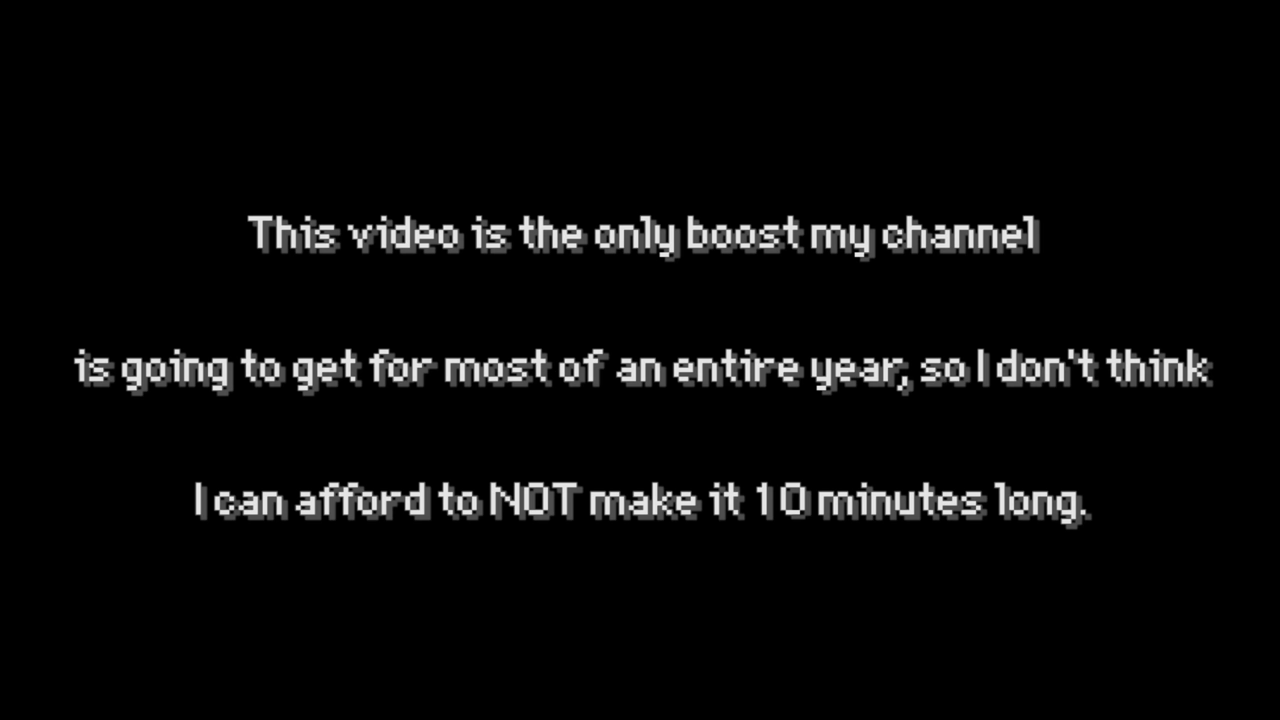 This video is the only boost my channel
is going to get for most of an entire year, so I don't think
I can afford to NOT make it 10 minutes long.